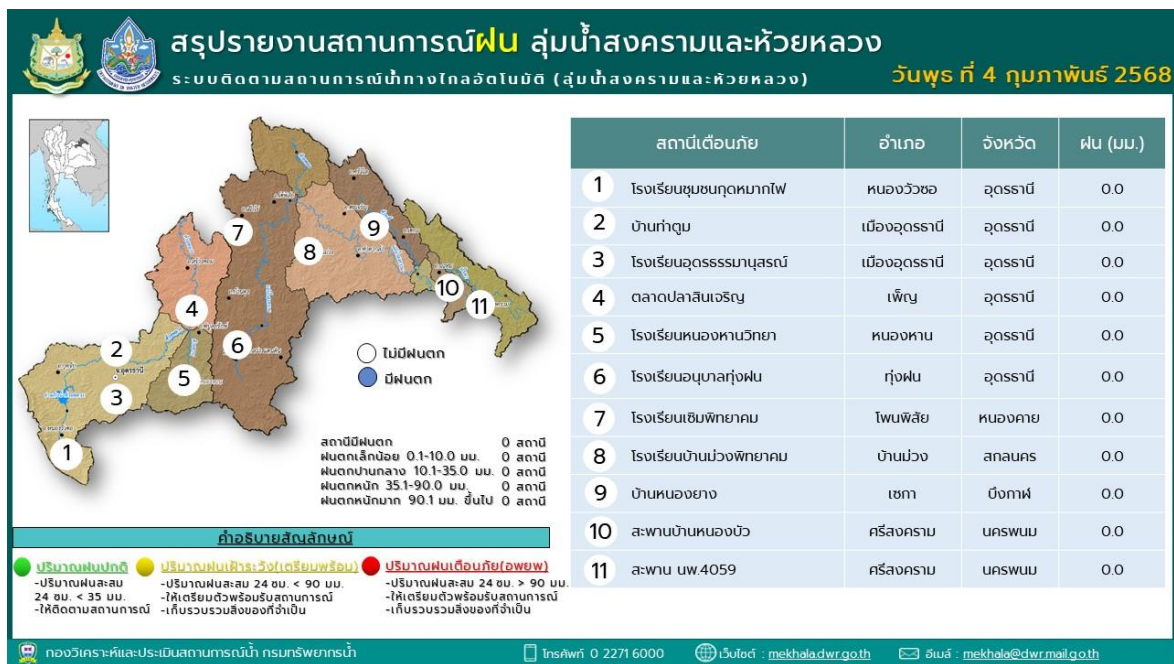 สรุปรายงานสถานการณ์ฝน ลุ่มน้ำสงครามและห้วยหลวง
ระบบติดตามสถานการณ์น้ำทางไกลอัตโนมัติ (ลุ่มน้ำสงครามและห้วยหลวง)
วันพุธ ที่ 4 กุมภาพันธ์ 2568
สถานีเตือนภัย อำเภอ จังหวัด ฝน (มม.)
1 โรงเรียนชุมชนกุดหมากไฟ หนองวัวซอ อุดรธานี 0.0
2 บ้านท่าตูม เมืองอุดรธานี อุดรธานี 0.0
3 โรงเรียนอุดรธรรมานุสรณ์ เมืองอุดรธานี อุดรธานี 0.0
4 ตลาดปลาสินเจริญ เพ็ญ อุดรธานี 0.0
5 โรงเรียนหนองหานวิทยา หนองหาน อุดรธานี 0.0
6 โรงเรียนอนุบาลทุ่งฝน ทุ่งฝน อุดรธานี 0.0
7 โรงเรียนเซิมพิทยาคม โพนพิสัย หนองคาย 0.0
8 โรงเรียนบ้านม่วงพิทยาคม บ้านม่วง สกลนคร 0.0
9 บ้านหนองยาง เซกา บึงกาฬ 0.0
10 สะพานบ้านหนองบัว ศรีสงคราม นครพนม 0.0
11 สะพาน นพ.4059 ศรีสงคราม นครพนม 0.0
1
2
3
4
5
6
7
8
9
10
11
ไม่มีฝนตก
มีฝนตก
สถานีมีฝนตก 0 สถานี
ฝนตกเล็กน้อย 0.1-10.0 มม. 0 สถานี
ฝนตกปานกลาง 10.1-35.0 มม. 0 สถานี
ฝนตกหนัก 35.1-90.0 มม. 0 สถานี
ฝนตกหนักมาก 90.1 มม. ขึ้นไป 0 สถานี
คำอธิบายสัญลักษณ์
ปริมาณฝนปกติ
-ปริมาณฝนสะสม
24 ชม. < 35 มม.
-ให้ติดตามสถานการณ์
ปริมาณฝนเฝ้าระวัง(เตรียมพร้อม)
-ปริมาณฝนสะสม 24 ชม. < 90 มม.
-ให้เตรียมตัวพร้อมรับสถานการณ์
-เก็บรวบรวมสิ่งของที่จำเป็น
ปริมาณฝนเตือนภัย(อพยพ)
-ปริมาณฝนสะสม 24 ชม. > 90 มม.
-ให้เตรียมตัวพร้อมรับสถานการณ์
-เก็บรวบรวมสิ่งของที่จำเป็น
กองวิเคราะห์และประเมินสถานการณ์น้ำ กรมทรัพยากรน้ำ
โทรศัพท์ 0 2271 6000
เว็บไซต์ : mekhala.dwr.go.th
อีเมล์ : mekhala@dwr.mail.go.th